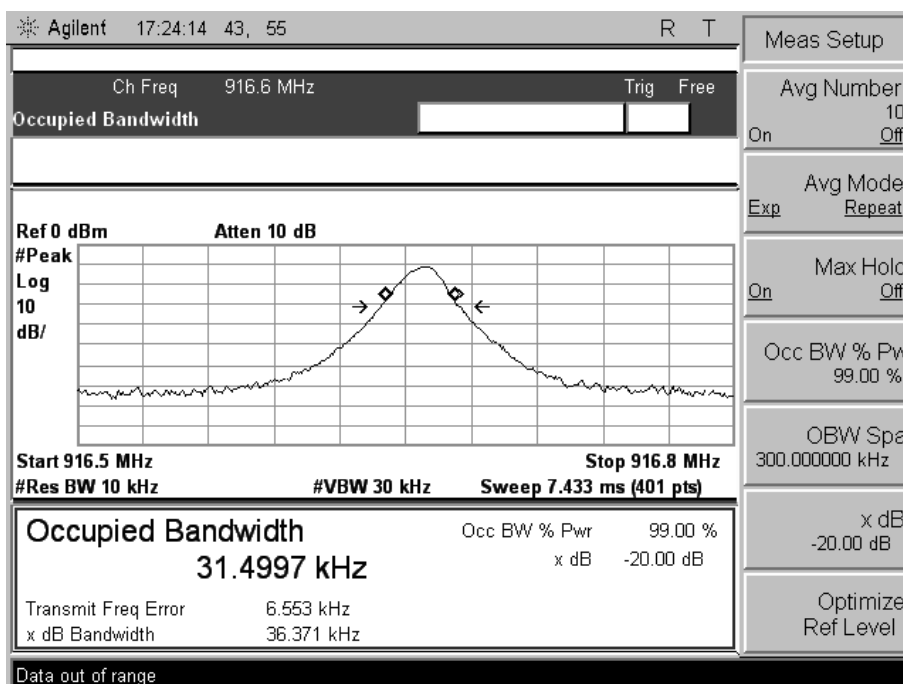 Agilent 17:24:14 43, 55 R T
Ch Freq 916.6 MHz Trig Free
Occupied Bandwidth
Ref 0 dBm Atten 10 dB
#Peak
Log
10
dB/
Start 916.5 MHz Stop 916.8 MHz
#Res BW 10 kHz #VBW 30 kHz Sweep 7.433 ms (401 pts)
Occupied Bandwidth Occ BW % Pwr 99.00 %
31.4997 kHz x dB -20.00 dB
Transmit Freq Error 6.553 kHz
x dB Bandwidth 36.371 kHz
Data out of range
Meas Setup
Avg Number
10
On Off
Avg Mode
Exp Repeat
Max Hold
On Off
Occ BW % Pw
99.00 %
OBW Spa
300.000000 kHz
x dB
-20.00 dB
Optimize
Ref Level